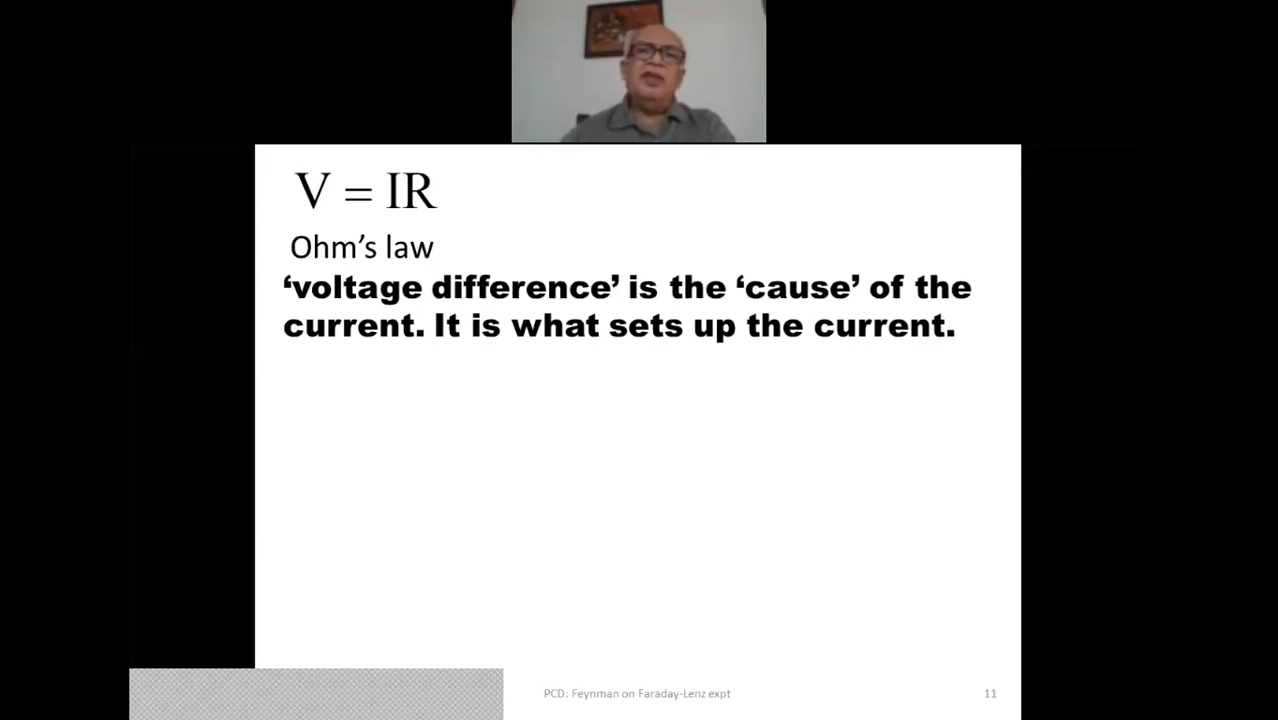 V = IR
Ohm’s law
‘voltage difference’ is the ‘cause’ of the
current. It is what sets up the current.
PCD: Feynman on Faraday-Lenz expt
11